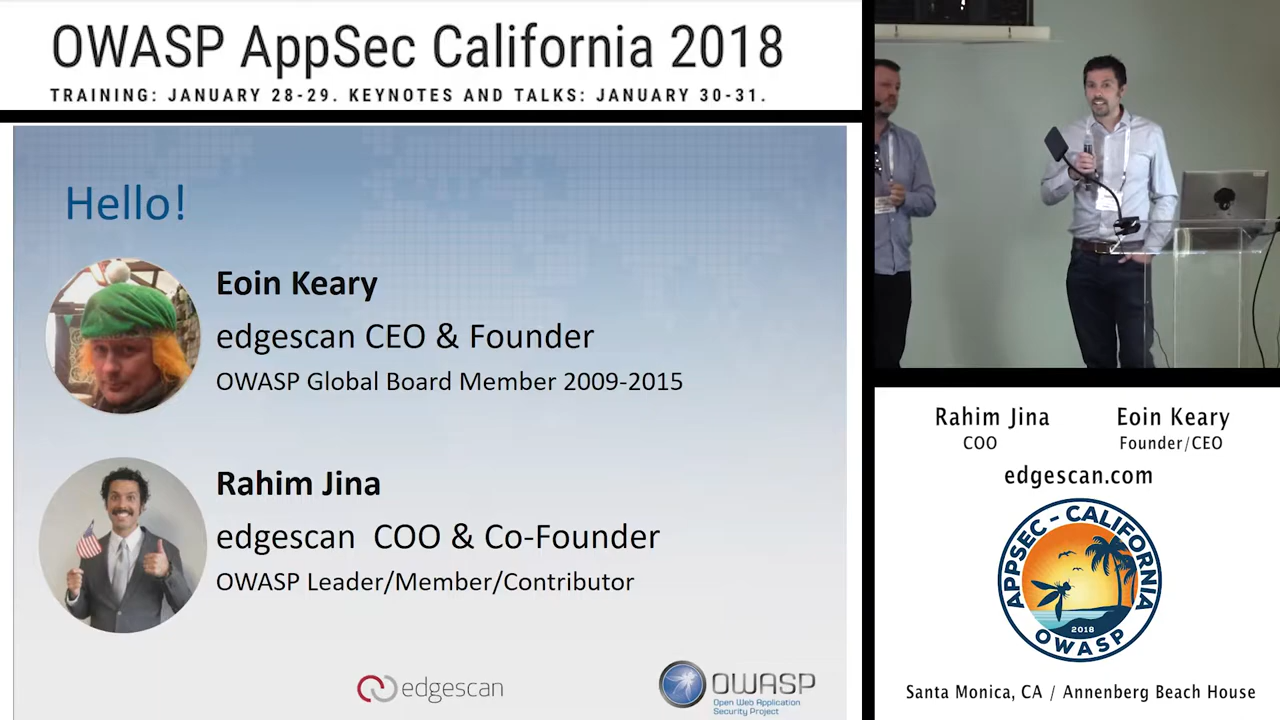 OWASP AppSec California 2018
TRAINING: JANUARY 28-29. KEYNOTES AND TALKS: JANUARY 30-31.
Hello!
Eoin Keary
edgescan CEO & Founder
OWASP Global Board Member 2009-2015
Rahim Jina
edgescan COO & Co-Founder
OWASP Leader/Member/Contributor
edgescan
OWASP
Open Web Application
Security Project
Rahim Jina
COO
Eoin Keary
Founder/CEO
edgescan.com
APPSEC - CALIFORNIA
2018
OWASP
Santa Monica, CA / Annenberg Beach House